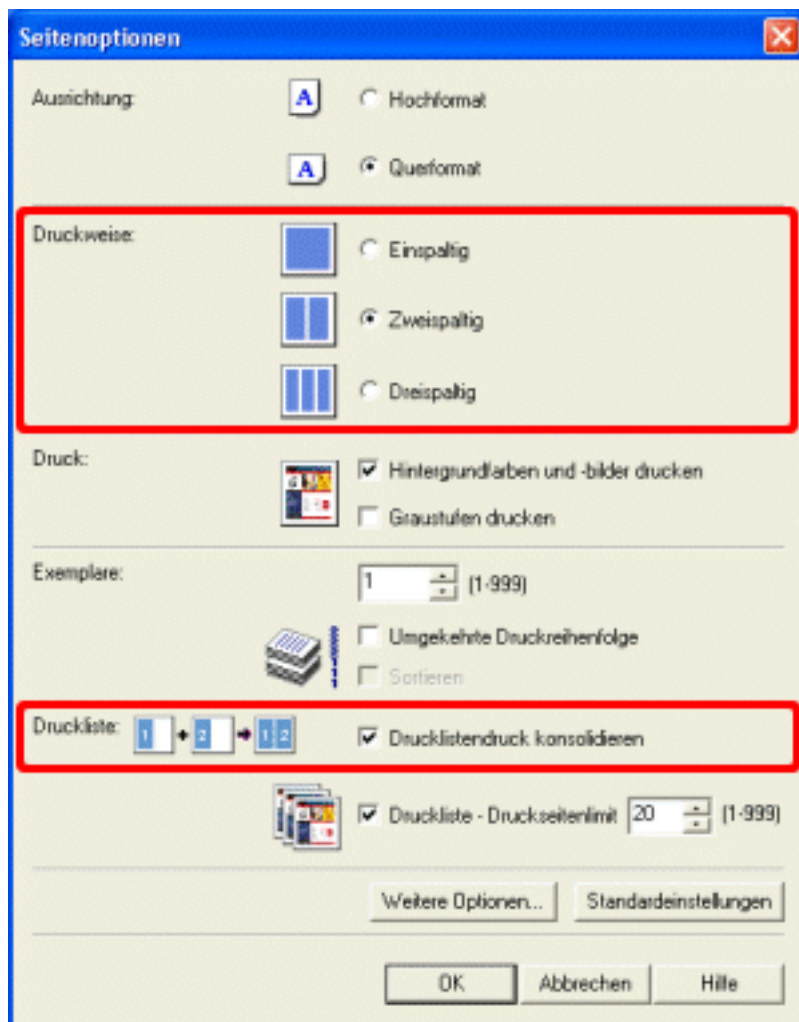 Seitenoptionen
Ausrichtung:
A
Hochformat
A
Querformat
Druckweise:
Einspaltig
Zweispaltig
Dreispaltig
Druck:
Hintergrundfarben und -bilder drucken
Graustufen drucken
Exemplare:
1 (1-999)
Umgekehrte Druckreihenfolge
Sortieren
Druckliste: 1 + 2 → 1 2 Drucklistendruck konsolidieren
Druckliste - Druckseitenlimit 20 (1-999)
Weitere Optionen... Standardeinstellungen
OK Abbrechen Hilfe